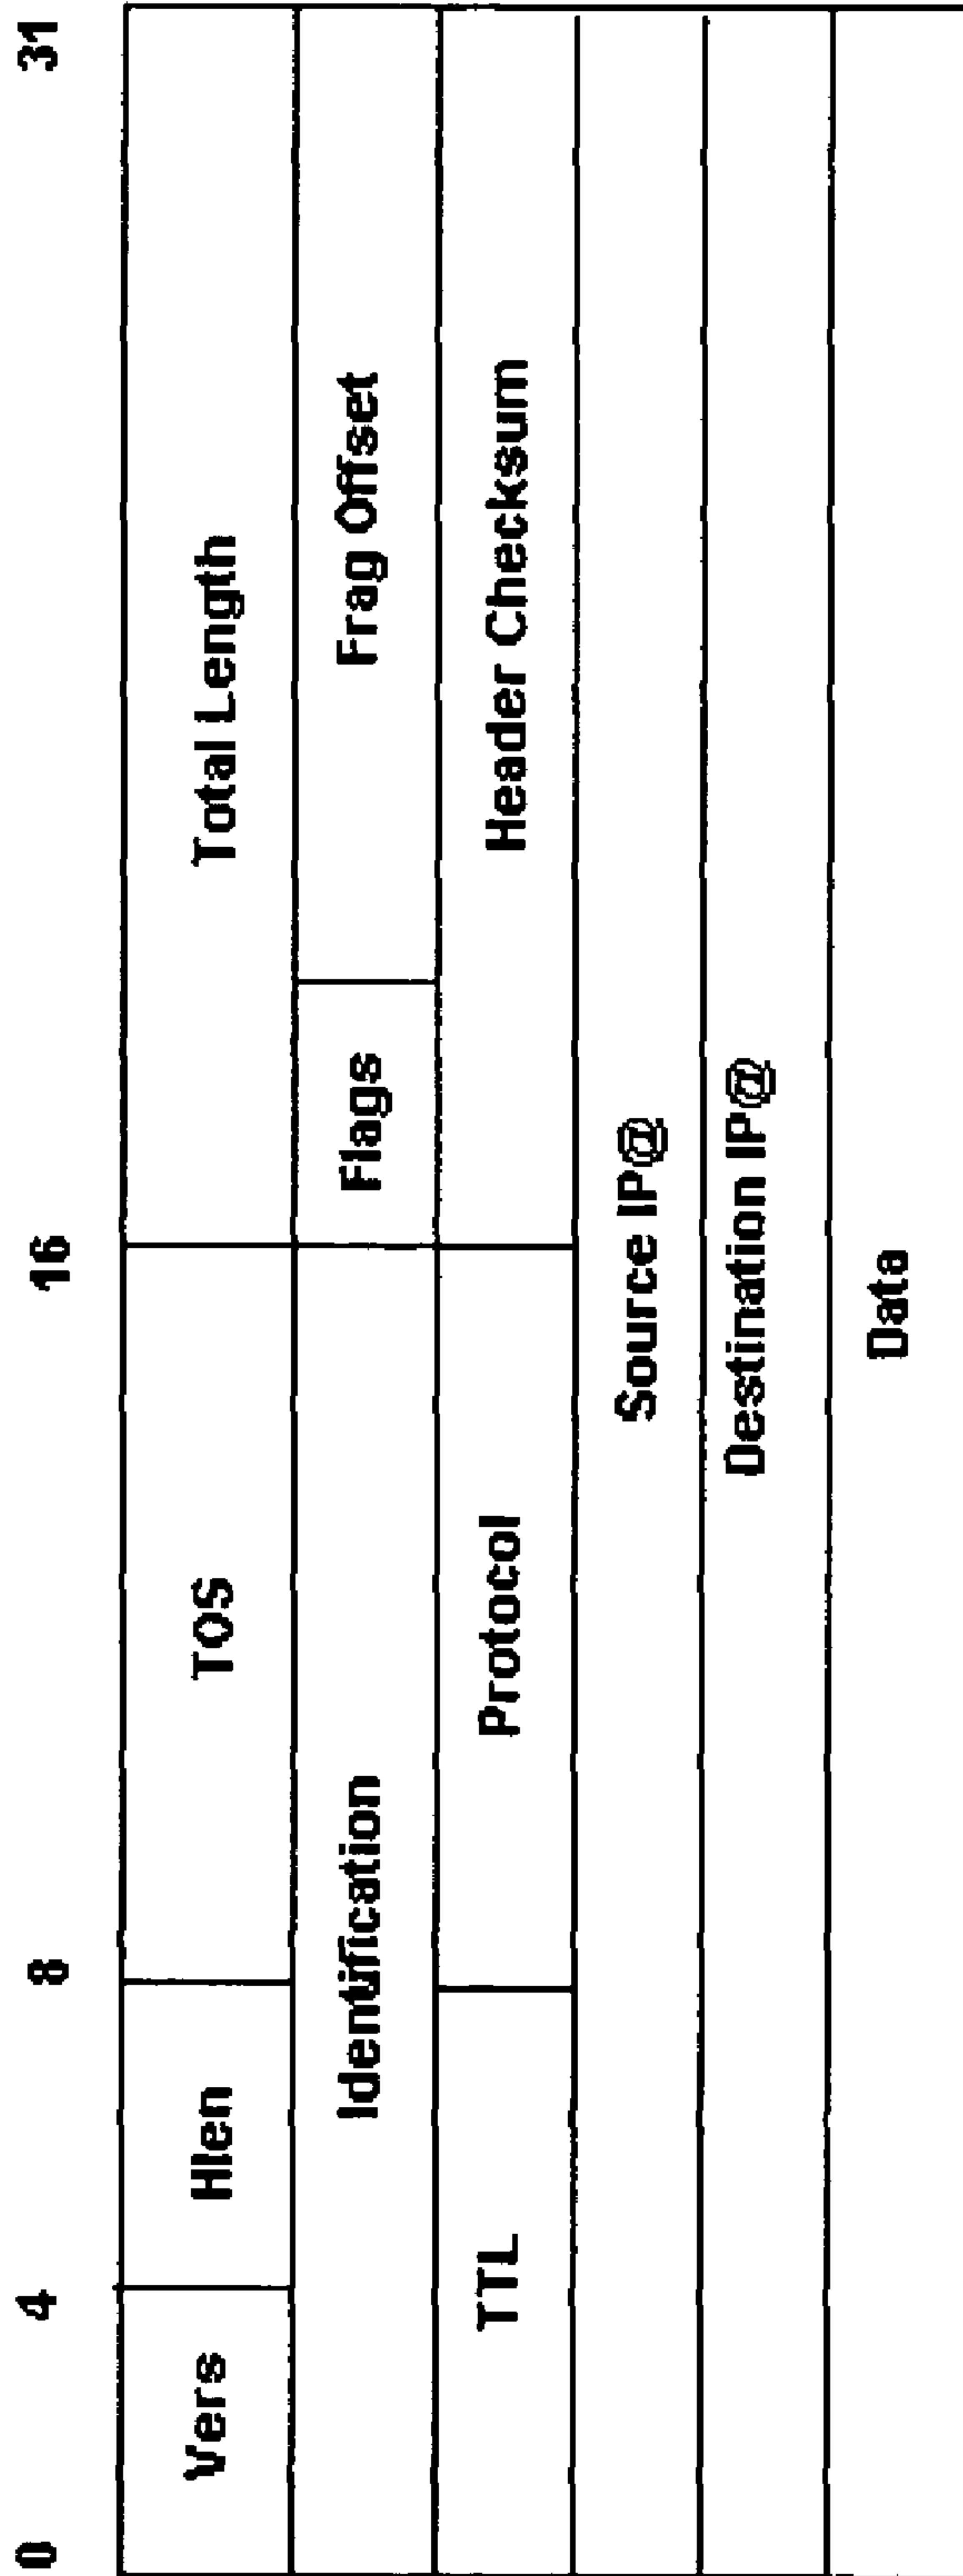 0 4 8 16 31
Vers Hlen TOS Total Length
Identification Flags Frag Offset
TTL Protocol Header Checksum
Source IP@
Destination IP@
Data